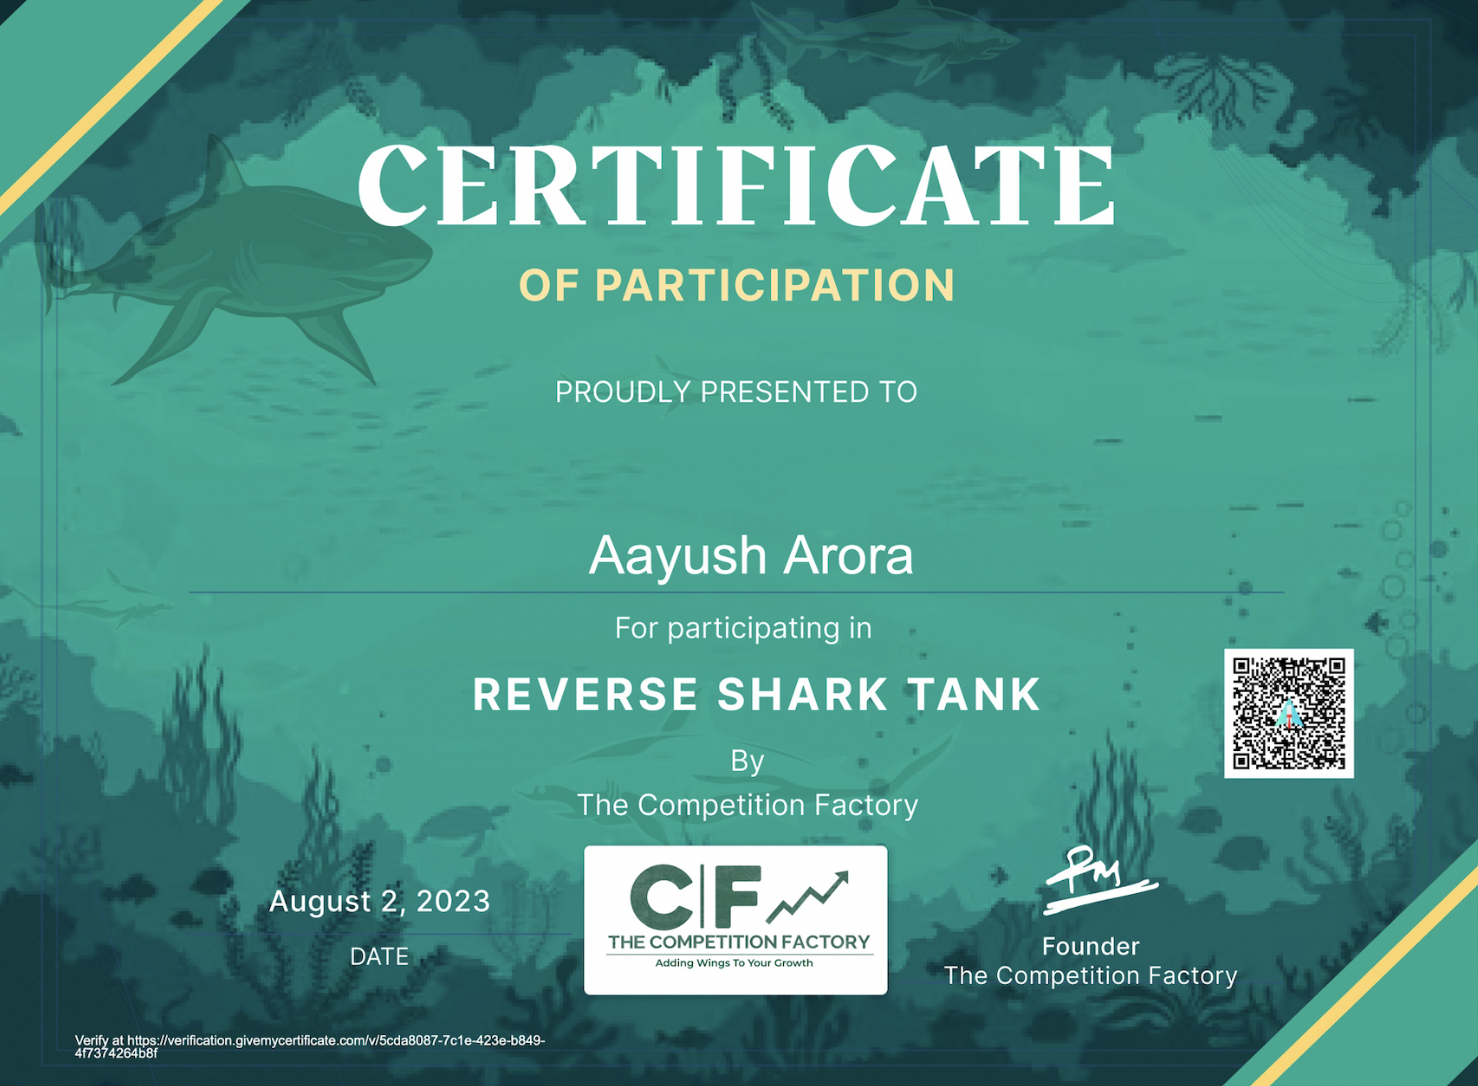 CERTIFICATE
OF PARTICIPATION
PROUDLY PRESENTED TO
Aayush Arora
For participating in
REVERSE SHARK TANK
By
The Competition Factory
August 2, 2023
DATE
C|F
THE COMPETITION FACTORY
Adding Wings To Your Growth
PM
Founder
The Competition Factory
Verify at https://verification.givemycertificate.com/v/5cda8087-7c1e-423e-b849-
4f7374264b8f